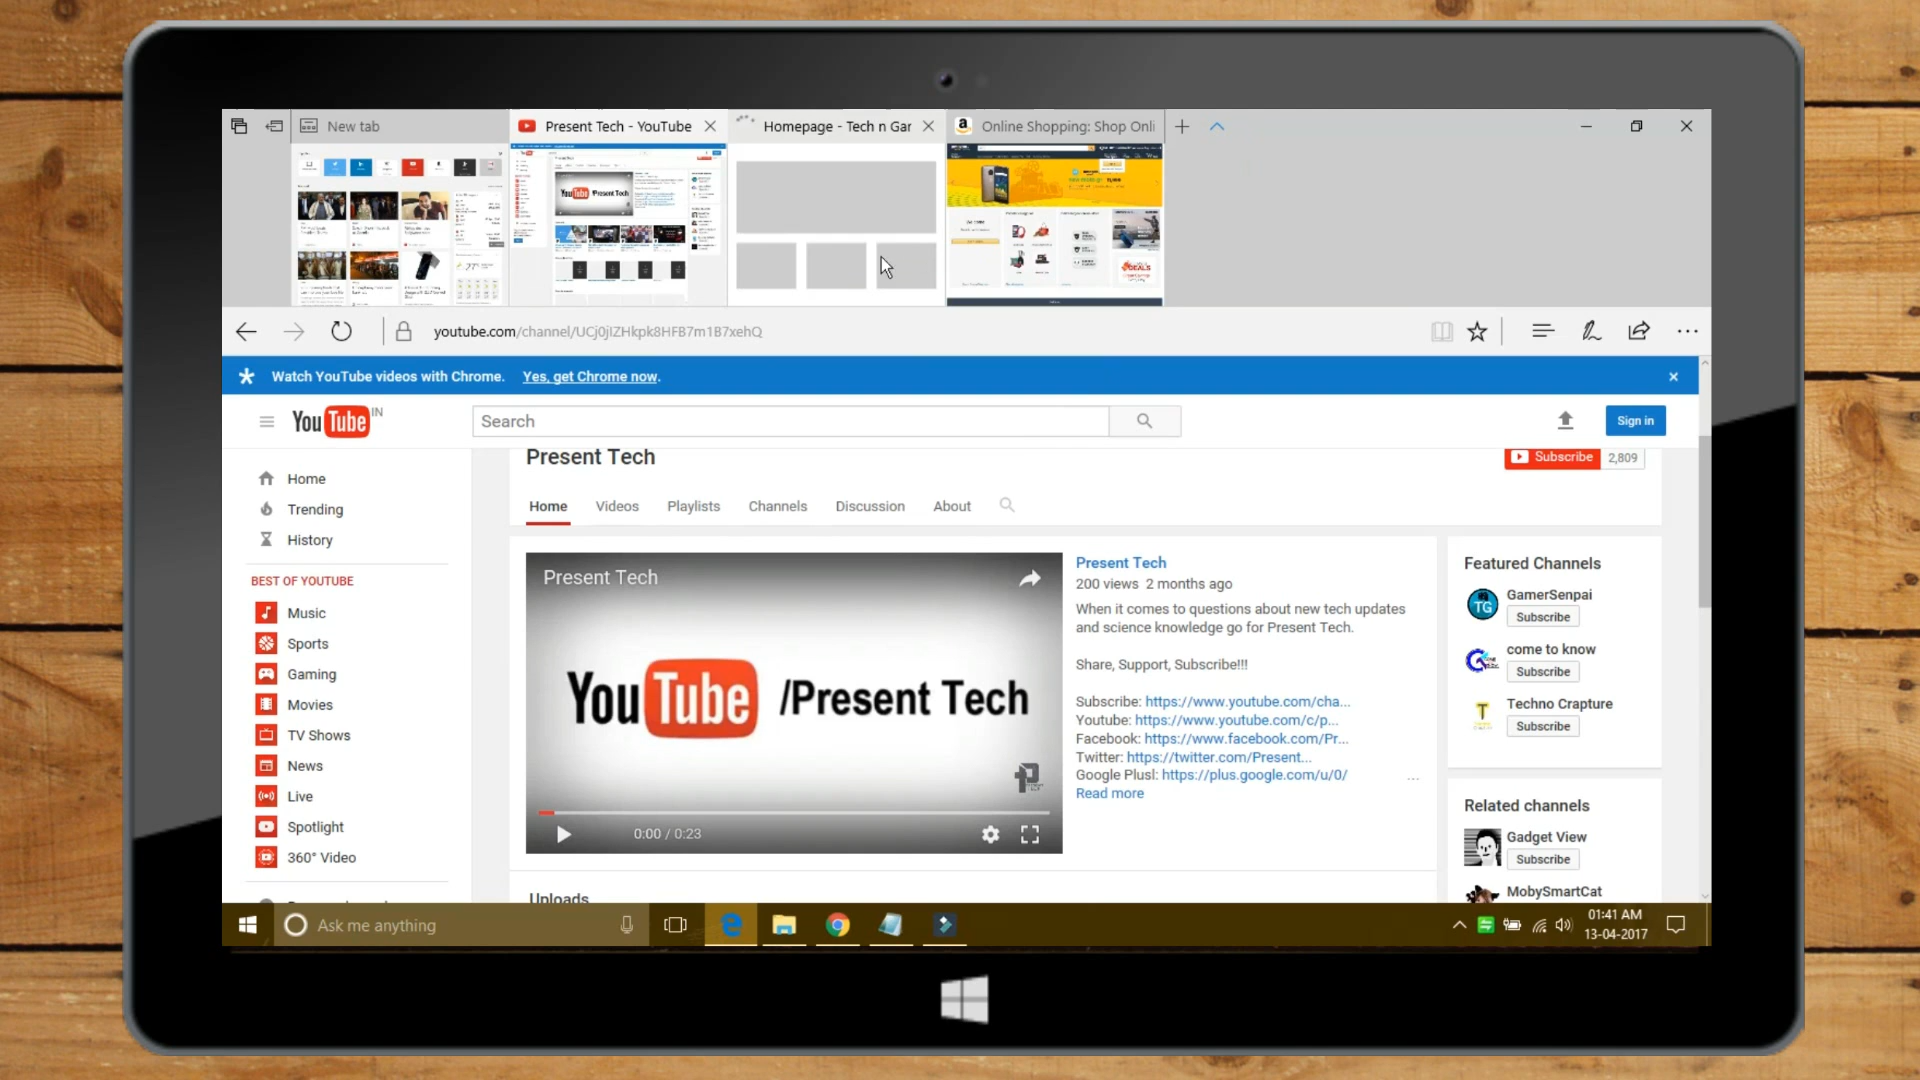 New tab
Present Tech - YouTube
Homepage - Tech n Gar
Online Shopping: Shop Onli
youtube.com/channel/UCj0jIZHkpk8HFB7m1B7xehQ
Watch YouTube videos with Chrome. Yes, get Chrome now.
YouTube IN
Search
Sign in
Present Tech
Subscribe 2,809
Home Videos Playlists Channels Discussion About
Home
Trending
History
BEST OF YOUTUBE
Music
Sports
Gaming
Movies
TV Shows
News
Live
Spotlight
360° Video
Present Tech
YouTube /Present Tech
0:00 / 0:23
Present Tech
200 views 2 months ago
When it comes to questions about new tech updates
and science knowledge go for Present Tech.
Share, Support, Subscribe!!!
Subscribe: https://www.youtube.com/cha...
Youtube: https://www.youtube.com/c/p...
Facebook: https://www.facebook.com/Pr...
Twitter: https://twitter.com/Present...
Google Plusl: https://plus.google.com/u/0/ ...
Read more
Uploads
Featured Channels
GamerSenpai
Subscribe
come to know
Subscribe
Techno Crapture
Subscribe
Related channels
Gadget View
Subscribe
MobySmartCat
Ask me anything
01:41 AM
13-04-2017